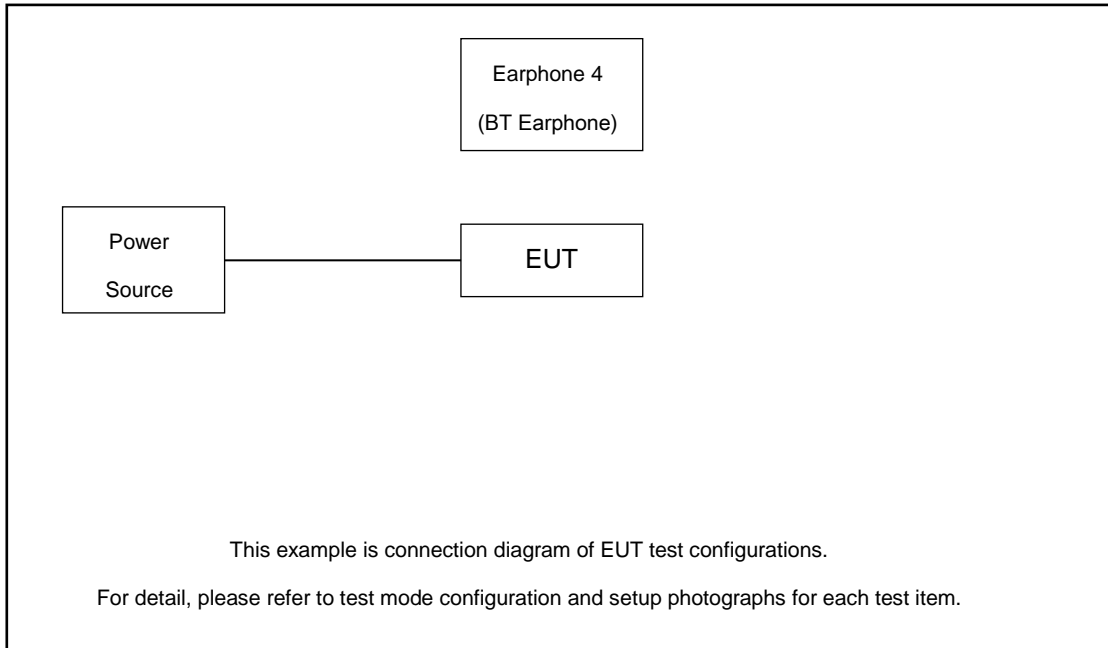 Earphone 4
(BT Earphone)
Power
Source
EUT
This example is connection diagram of EUT test configurations.
For detail, please refer to test mode configuration and setup photographs for each test item.